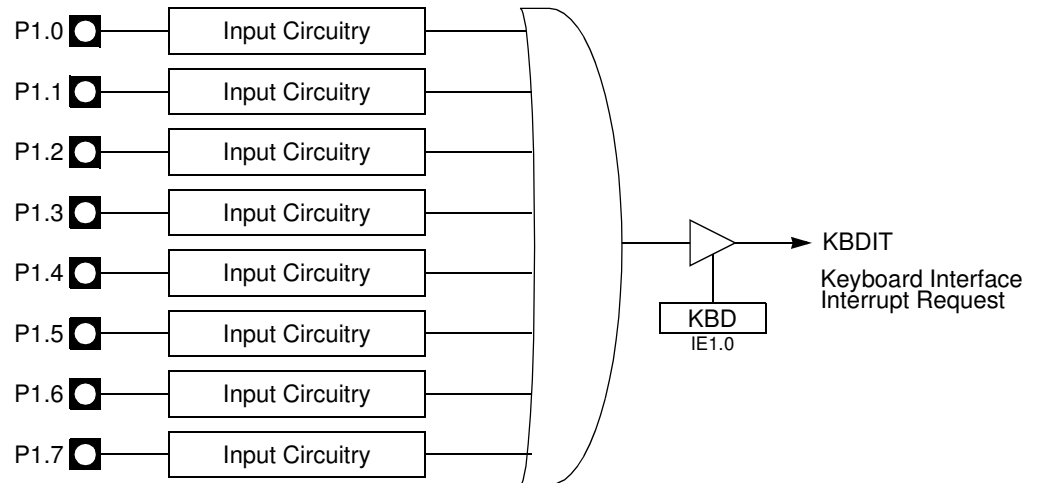 P1.0 Input Circuitry
P1.1 Input Circuitry
P1.2 Input Circuitry
P1.3 Input Circuitry
P1.4 Input Circuitry
P1.5 Input Circuitry
P1.6 Input Circuitry
P1.7 Input Circuitry
KBDIT
Keyboard Interface
Interrupt Request
KBD
IE1.0